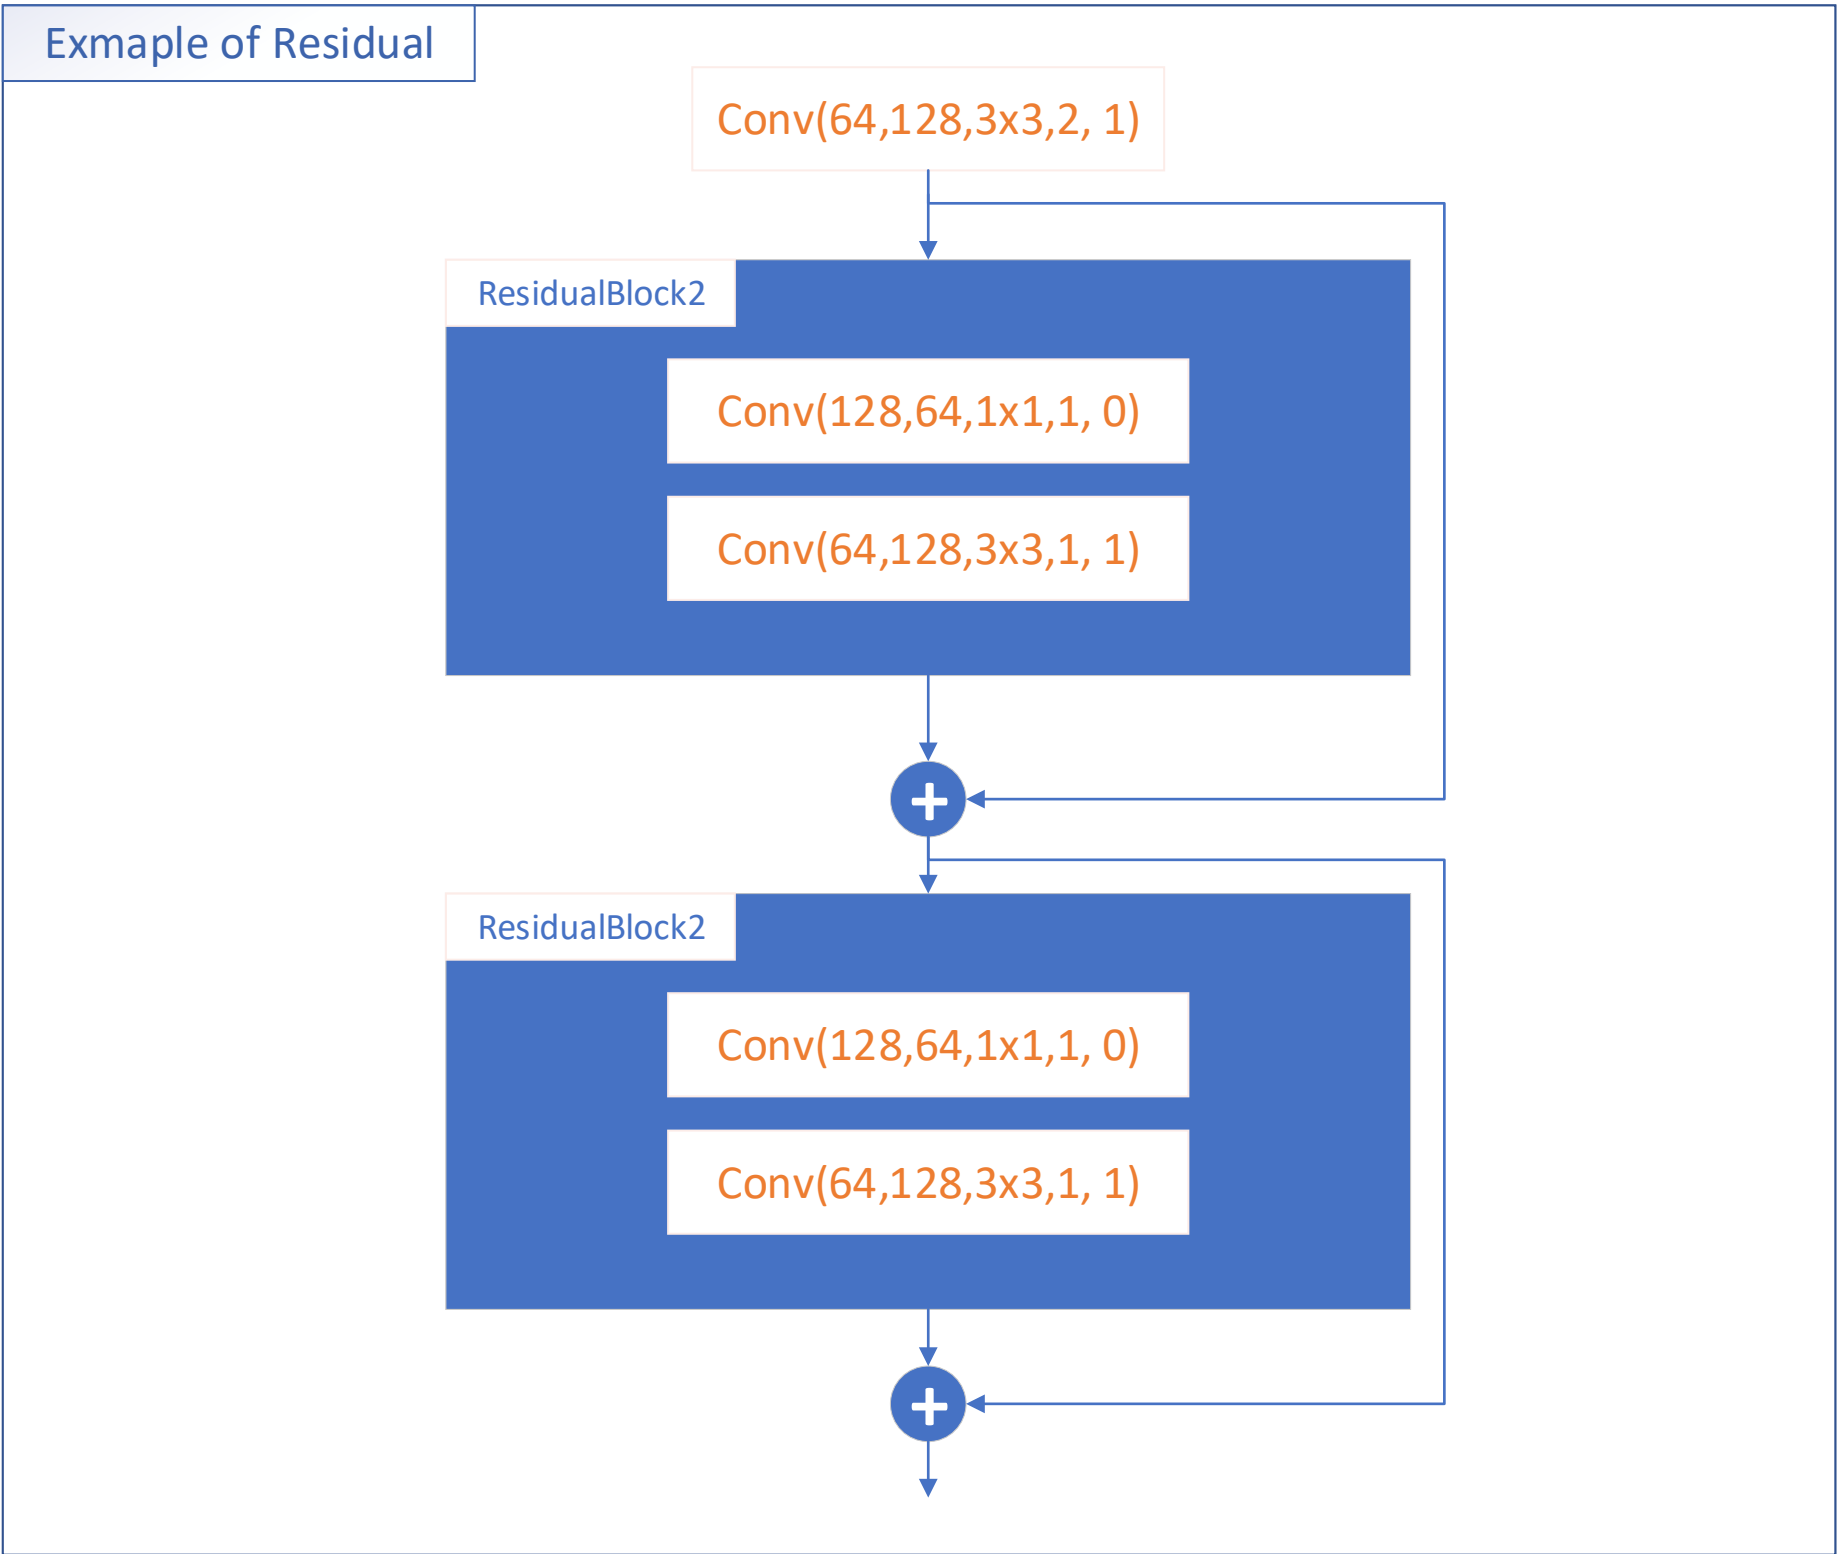 Exmaple of Residual
Conv(64,128,3x3,2, 1)
ResidualBlock2
Conv(128,64,1x1,1, 0)
Conv(64,128,3x3,1, 1)
+
ResidualBlock2
Conv(128,64,1x1,1, 0)
Conv(64,128,3x3,1, 1)
+